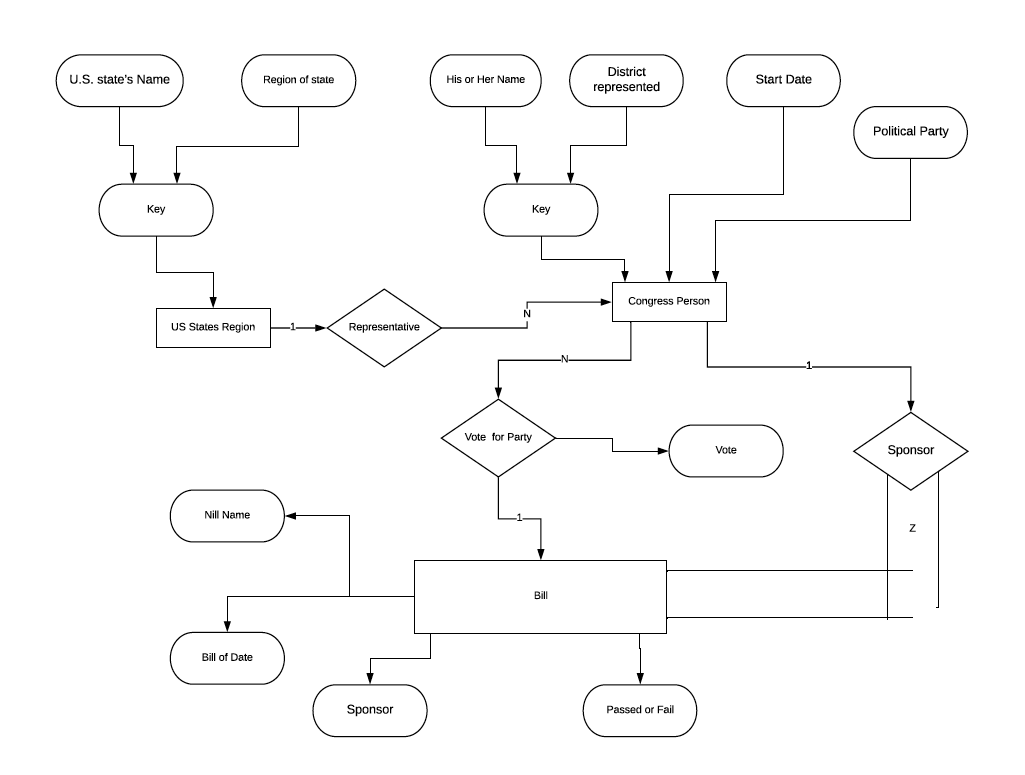 U.S. state's Name
Region of state
His or Her Name
District
represented
Start Date
Political Party
Key
Key
Congress Person
US States Region
1
Representative
N
N
1
Vote for Party
Vote
Sponsor
Nill Name
1
Z
Bill
Bill of Date
Sponsor
Passed or Fail